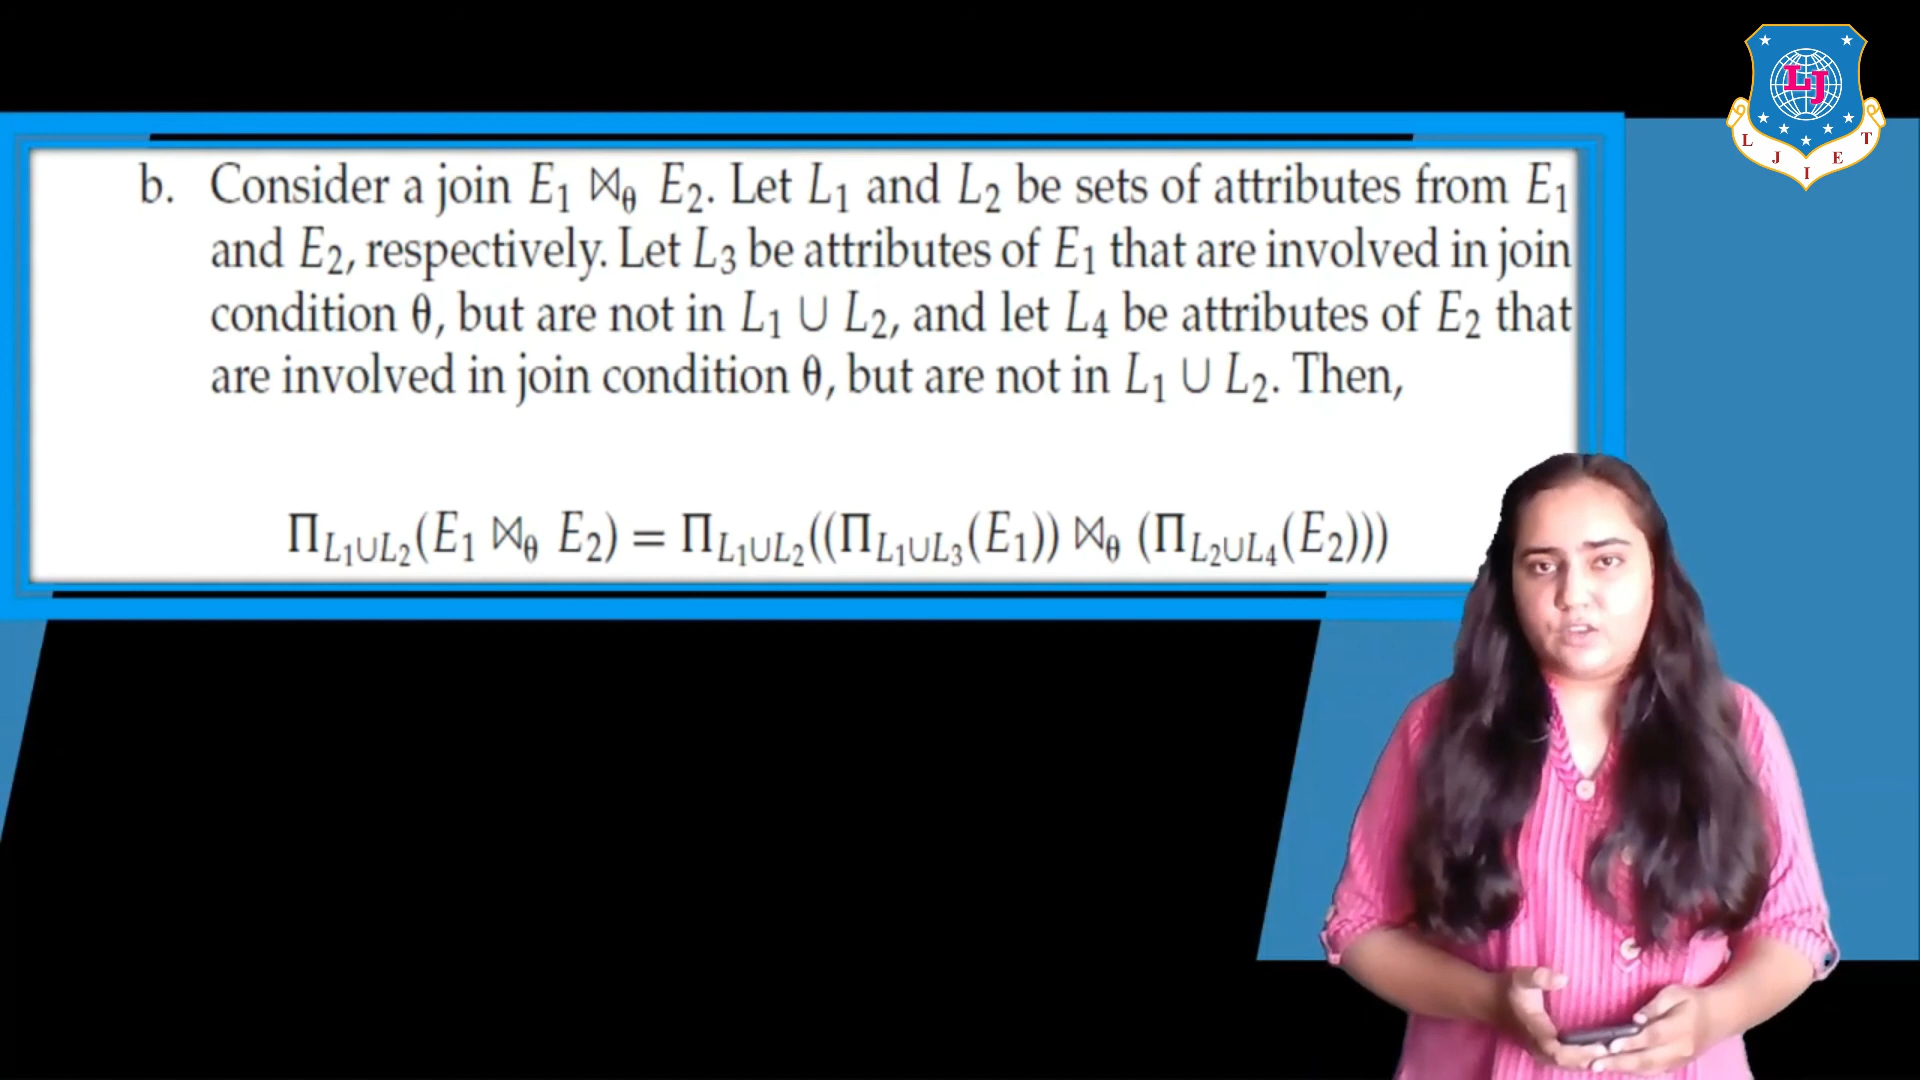 b. Consider a join E₁ ⋈θ E₂. Let L₁ and L₂ be sets of attributes from E₁
and E₂, respectively. Let L₃ be attributes of E₁ that are involved in join
condition θ, but are not in L₁ ∪ L₂, and let L₄ be attributes of E₂ that
are involved in join condition θ, but are not in L₁ ∪ L₂. Then,
Π_{L₁∪L₂}(E₁ ⋈θ E₂) = Π_{L₁∪L₂}((Π_{L₁∪L₃}(E₁)) ⋈θ (Π_{L₂∪L₄}(E₂)))
LJ
L J I E T